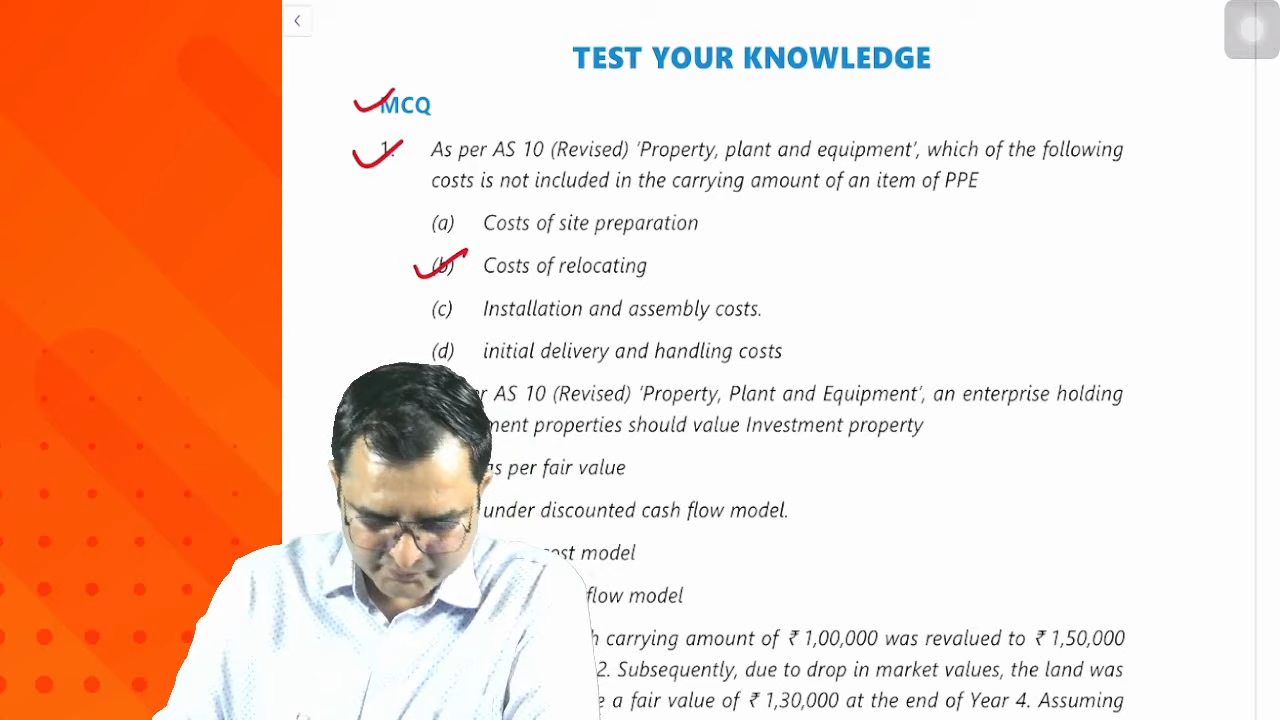 TEST YOUR KNOWLEDGE
MCQ
1. As per AS 10 (Revised) 'Property, plant and equipment', which of the following
costs is not included in the carrying amount of an item of PPE
(a) Costs of site preparation
(b) Costs of relocating
(c) Installation and assembly costs.
(d) initial delivery and handling costs
AS 10 (Revised) 'Property, Plant and Equipment', an enterprise holding
properties should value Investment property
as per fair value
under discounted cash flow model.
cost model
flow model
carrying amount of ₹ 1,00,000 was revalued to ₹ 1,50,000
2. Subsequently, due to drop in market values, the land was
a fair value of ₹ 1,30,000 at the end of Year 4. Assuming